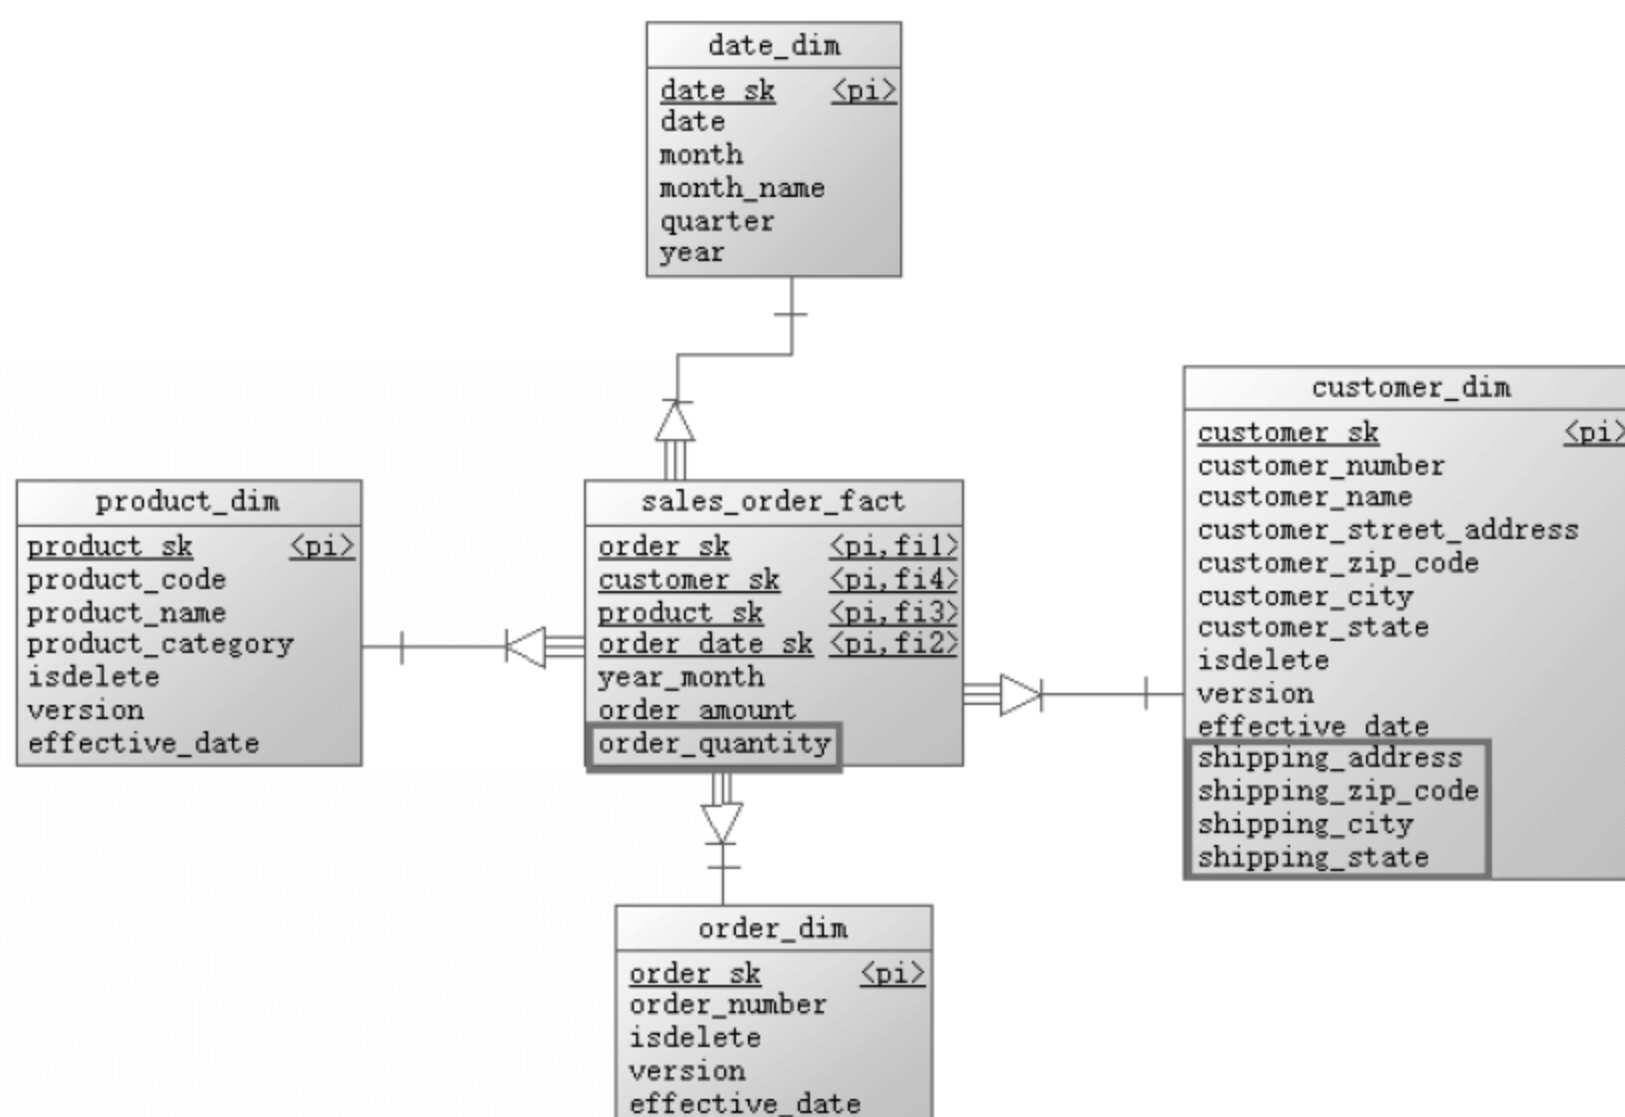 date_dim
date_sk <pi>
date
month
month_name
quarter
year
product_dim
product_sk <pi>
product_code
product_name
product_category
isdelete
version
effective_date
sales_order_fact
order_sk <pi,fi1>
customer_sk <pi,fi4>
product_sk <pi,fi3>
order_date_sk <pi,fi2>
year_month
order_amount
order_quantity
customer_dim
customer_sk <pi>
customer_number
customer_name
customer_street_address
customer_zip_code
customer_city
customer_state
isdelete
version
effective_date
shipping_address
shipping_zip_code
shipping_city
shipping_state
order_dim
order_sk <pi>
order_number
isdelete
version
effective_date